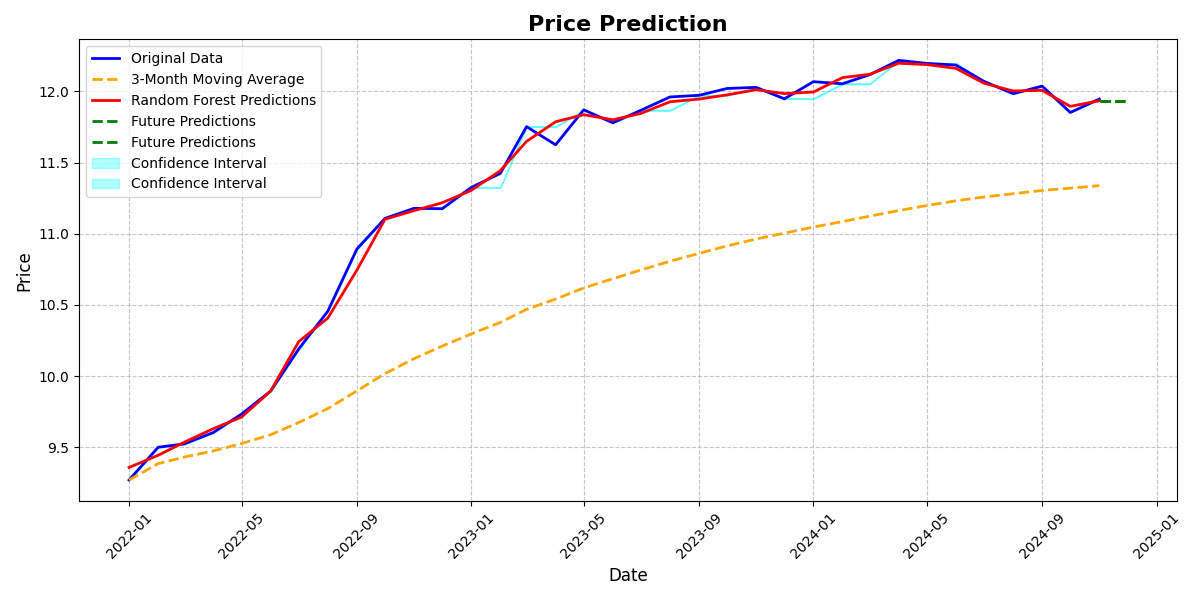 Price Prediction
Original Data
3-Month Moving Average
Random Forest Predictions
Future Predictions
Future Predictions
Confidence Interval
Confidence Interval
Price
12.0
11.5
11.0
10.5
10.0
9.5
2022-01
2022-05
2022-09
2023-01
2023-05
2023-09
2024-01
2024-05
2024-09
2025-01
Date